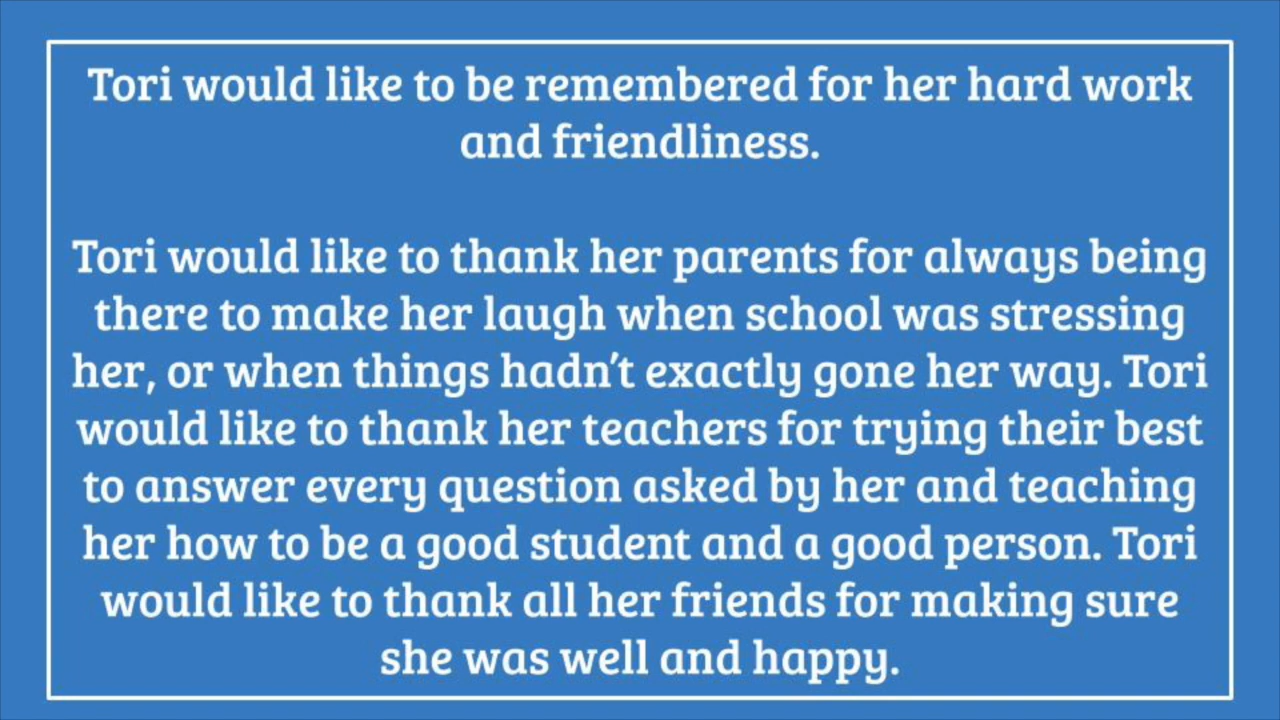 Tori would like to be remembered for her hard work
and friendliness.
Tori would like to thank her parents for always being
there to make her laugh when school was stressing
her, or when things hadn't exactly gone her way. Tori
would like to thank her teachers for trying their best
to answer every question asked by her and teaching
her how to be a good student and a good person. Tori
would like to thank all her friends for making sure
she was well and happy.